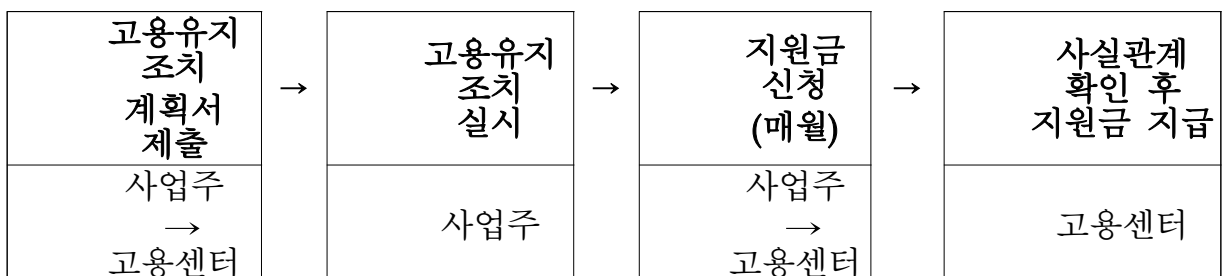 고용유지
조치
계획서
제출
→
고용유지
조치
실시
→
지원금
신청
(매월)
→
사실관계
확인 후
지원금 지급
사업주
→
고용센터
사업주
사업주
→
고용센터
고용센터